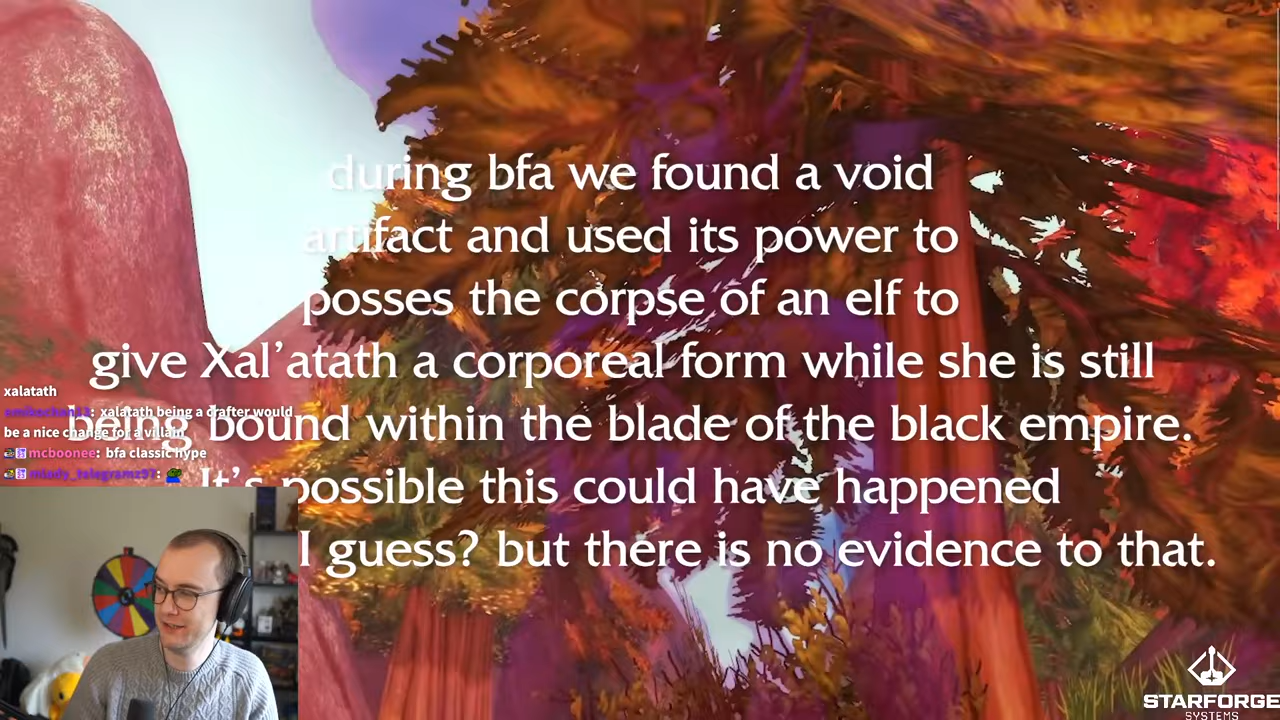 during bfa we found a void
artifact and used its power to
posses the corpse of an elf to
give Xal'atath a corporeal form while she is still
being bound within the blade of the black empire.
It's possible this could have happened
I guess? but there is no evidence to that.
xalatath
: xalatath being a crafter would
be a nice change for a villain
mcboonee: bfa classic hype
STARFORGE
SYSTEMS